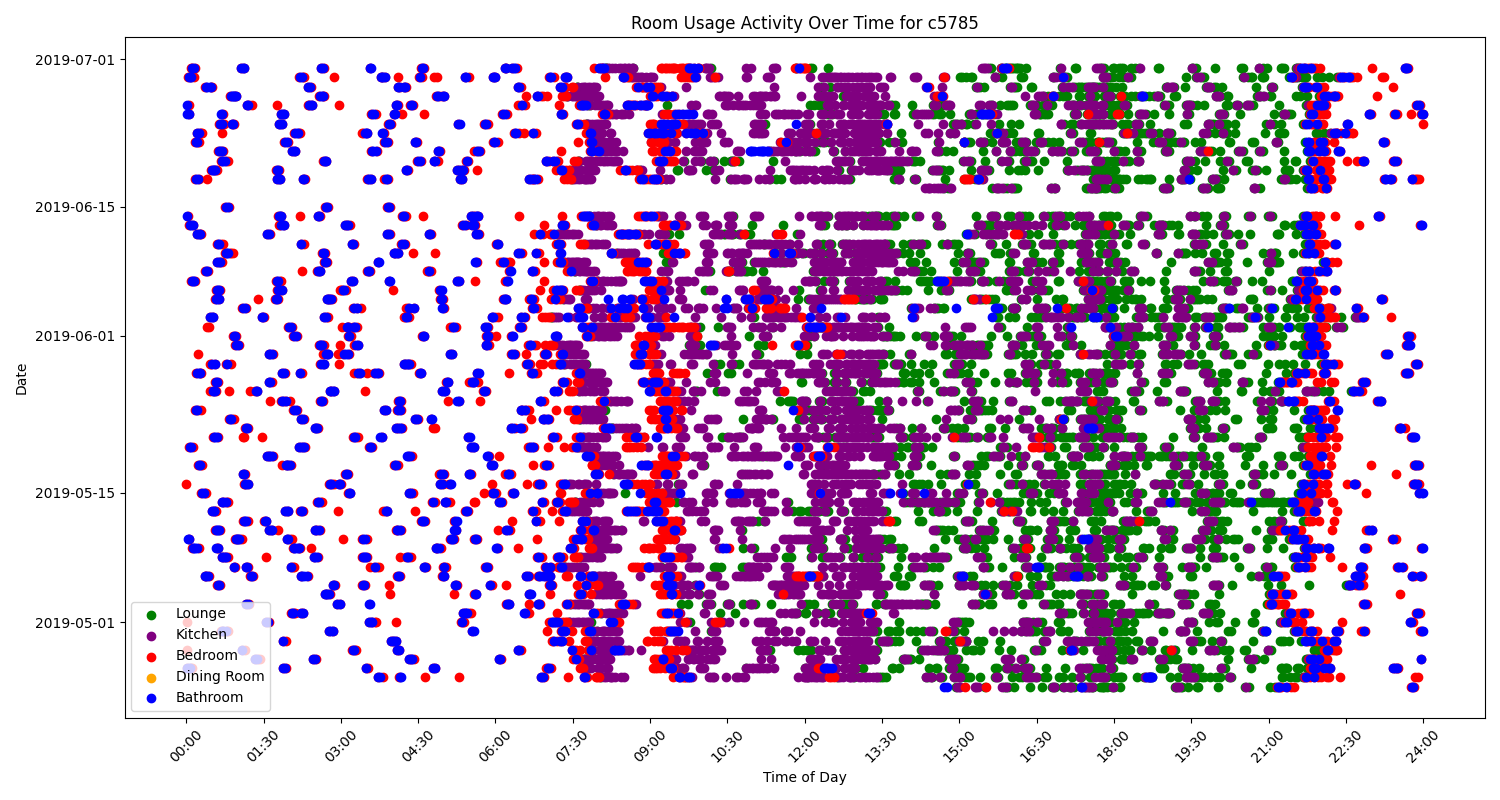 Room Usage Activity Over Time for c5785
2019-07-01
2019-06-15
2019-06-01
2019-05-15
2019-05-01
Date
Lounge
Kitchen
Bedroom
Dining Room
Bathroom
00:00
01:30
03:00
04:30
06:00
07:30
09:00
10:30
12:00
13:30
15:00
16:30
18:00
19:30
21:00
22:30
24:00
Time of Day